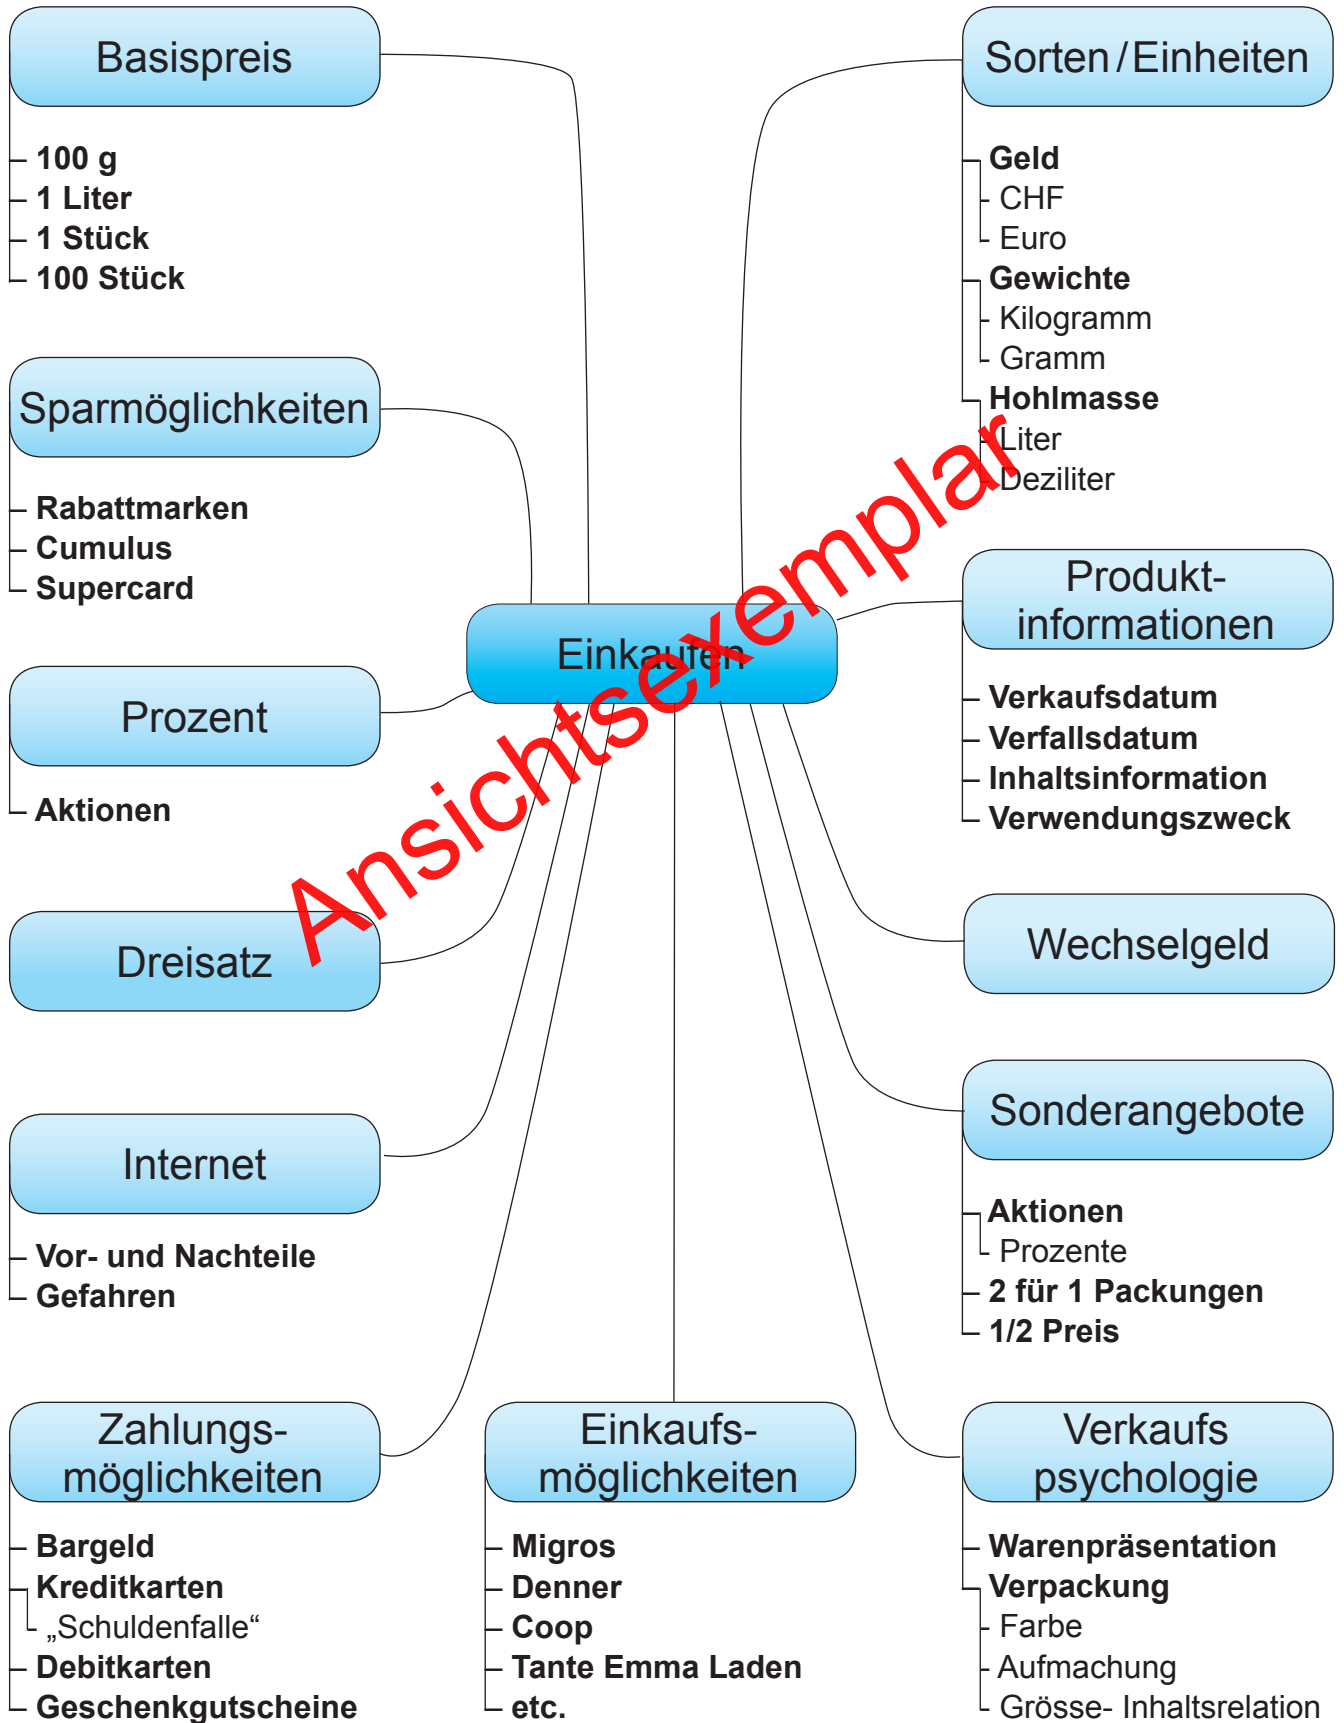 Basispreis
– 100 g
– 1 Liter
– 1 Stück
– 100 Stück
Sparmöglichkeiten
– Rabattmarken
– Cumulus
– Supercard
Prozent
– Aktionen
Dreisatz
Internet
– Vor- und Nachteile
– Gefahren
Zahlungs-
möglichkeiten
– Bargeld
– Kreditkarten
- „Schuldenfalle“
– Debitkarten
– Geschenkgutscheine
Einkaufen
Ansichtsexemplar
Einkaufs-
möglichkeiten
– Migros
– Denner
– Coop
– Tante Emma Laden
– etc.
Sorten/Einheiten
– Geld
- CHF
- Euro
– Gewichte
- Kilogramm
- Gramm
– Hohlmasse
- Liter
- Deziliter
Produkt-
informationen
– Verkaufsdatum
– Verfallsdatum
– Inhaltsinformation
– Verwendungszweck
Wechselgeld
Sonderangebote
– Aktionen
- Prozente
– 2 für 1 Packungen
– 1/2 Preis
Verkaufs
psychologie
– Warenpräsentation
– Verpackung
- Farbe
- Aufmachung
- Grösse- Inhaltsrelation